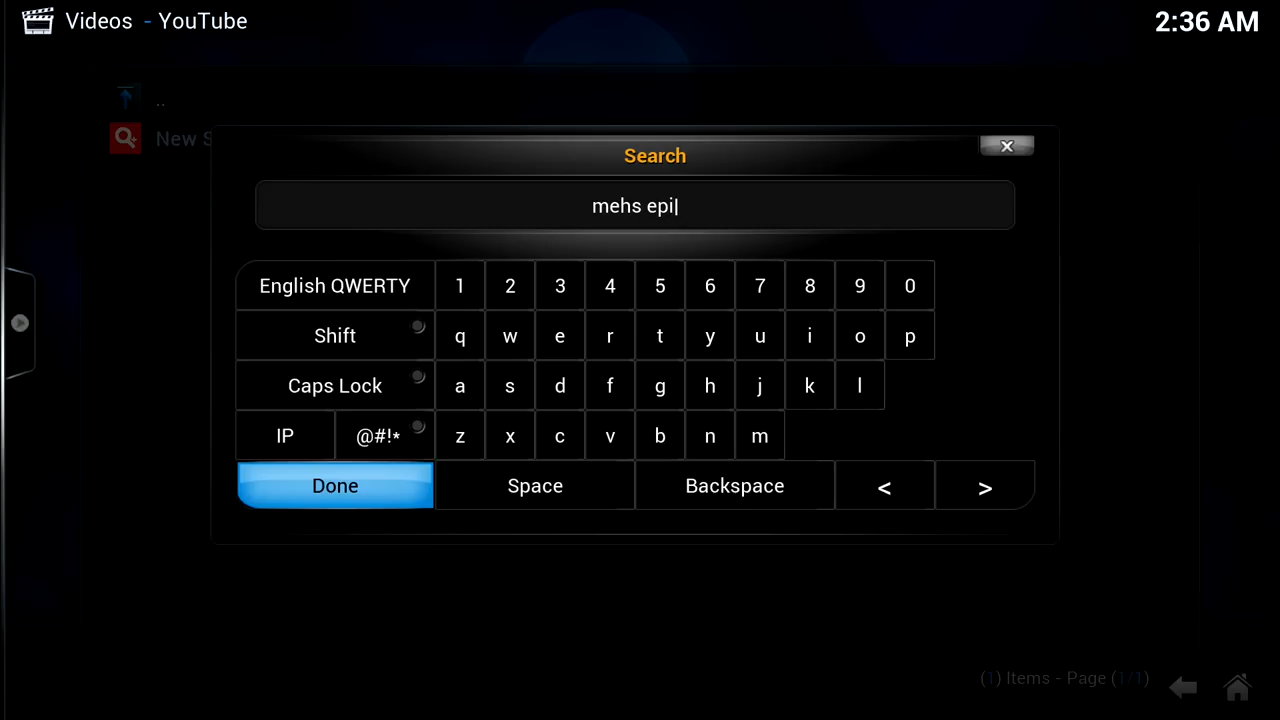 Videos - YouTube
2:36 AM
..
New S
Search
x
mehs epi|
English QWERTY 1 2 3 4 5 6 7 8 9 0
Shift q w e r t y u i o p
Caps Lock a s d f g h j k l
IP @#!* z x c v b n m
Done Space Backspace < >
(1) Items - Page (1/1)